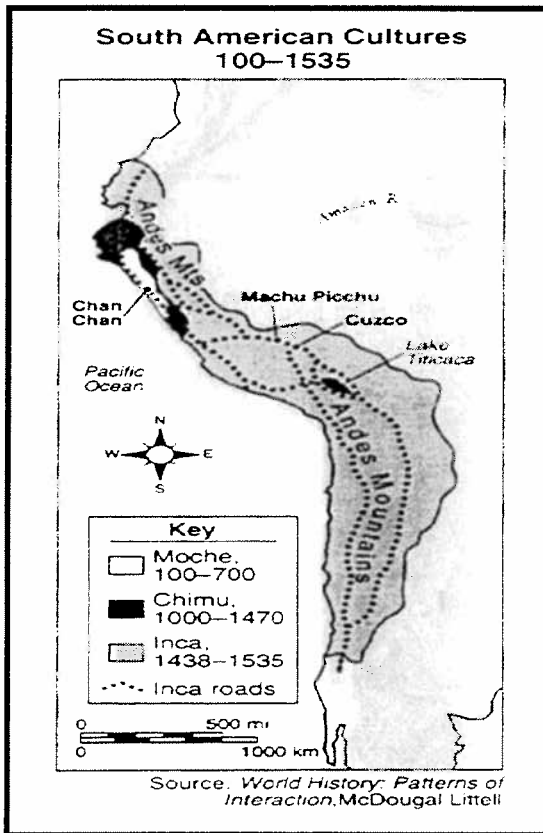 South American Cultures
100–1535
Amazon R.
Andes Mts.
Chan
Chan
Machu Picchu
Cuzco
Lake
Titicaca
Pacific
Ocean
Andes Mountains
N
W
E
S
Key
Moche,
100–700
Chimu,
1000–1470
Inca,
1438–1535
Inca roads
0 500 mi
0 1000 km
Source. World History: Patterns of
Interaction, McDougal Littell